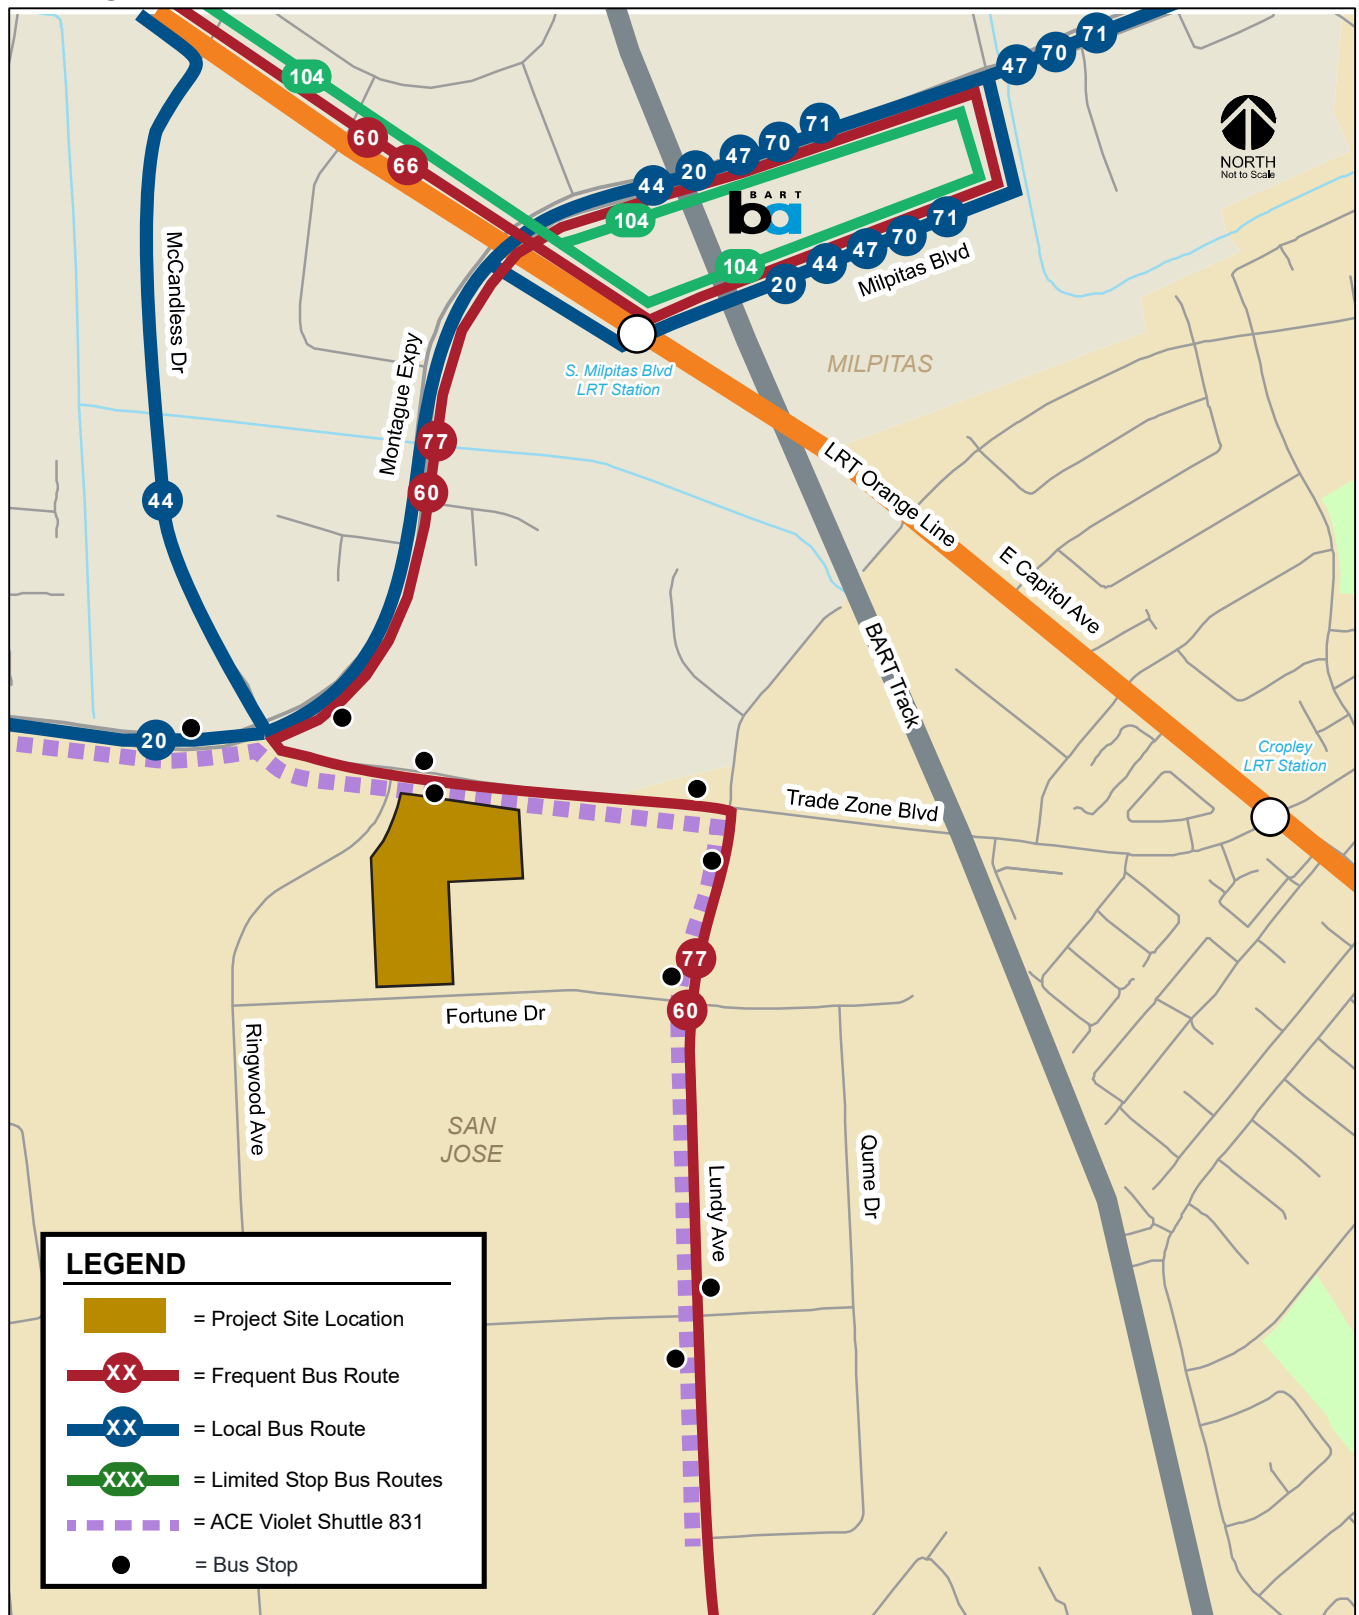 71
70
47
104
71
70
47
20
44
60
66
NORTH
Not to Scale
BART
ba
104
71
70
47
44
20
104
Milpitas Blvd
McCandless Dr
Montague Expy
S. Milpitas Blvd
LRT Station
MILPITAS
77
60
44
LRT Orange Line
E Capitol Ave
BART Track
20
Cropley
LRT Station
Trade Zone Blvd
77
60
Fortune Dr
Ringwood Ave
SAN
JOSE
Lundy Ave
Qume Dr
LEGEND
= Project Site Location
XX = Frequent Bus Route
XX = Local Bus Route
XXX = Limited Stop Bus Routes
= ACE Violet Shuttle 831
= Bus Stop